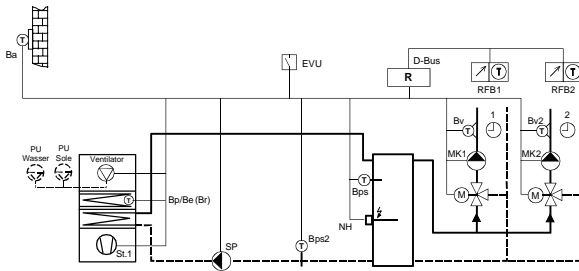 T
Ba
EVU
D-Bus
R
T
T
RFB1
RFB2
Bv
T
1
Bv2
T
2
PU
Wasser
PU
Sole
Ventilator
MK1
MK2
T
Bp/Be (Br)
T
Bps
M
M
St.1
NH
SP
T
Bps2